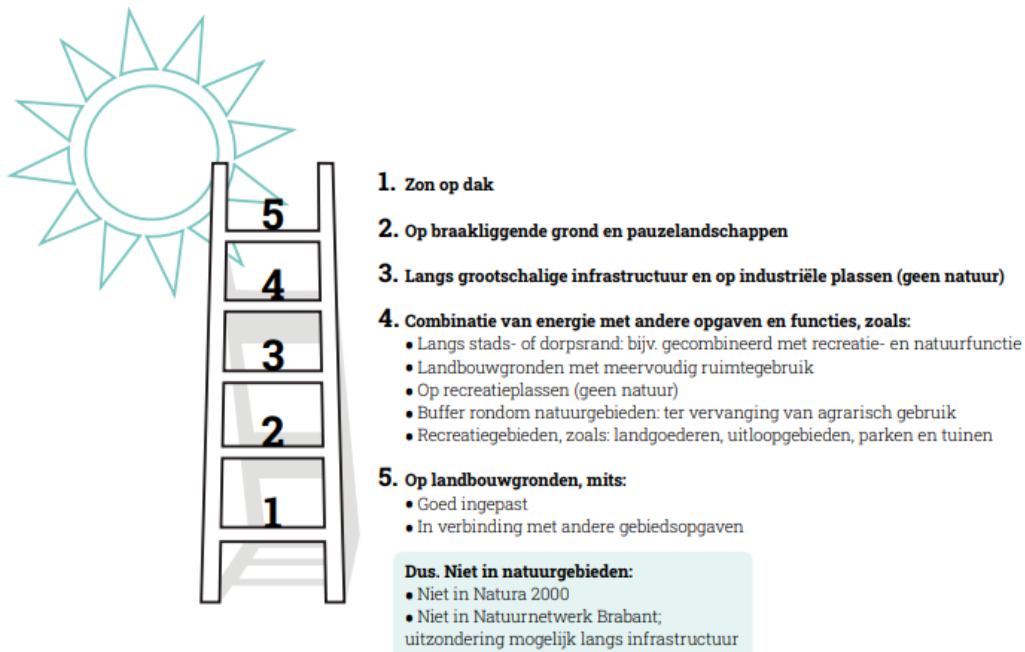 5
4
3
2
1
1. Zon op dak
2. Op braakliggende grond en pauzelandschappen
3. Langs grootschalige infrastructuur en op industriële plassen (geen natuur)
4. Combinatie van energie met andere opgaven en functies, zoals:
• Langs stads- of dorpsrand: bijv. gecombineerd met recreatie- en natuurfunctie
• Landbouwgronden met meervoudig ruimtegebruik
• Op recreatieplassen (geen natuur)
• Buffer rondom natuurgebieden: ter vervanging van agrarisch gebruik
• Recreatiegebieden, zoals: landgoederen, uitloopgebieden, parken en tuinen
5. Op landbouwgronden, mits:
• Goed ingepast
• In verbinding met andere gebiedsopgaven
Dus. Niet in natuurgebieden:
• Niet in Natura 2000
• Niet in Natuurnetwerk Brabant;
uitzondering mogelijk langs infrastructuur